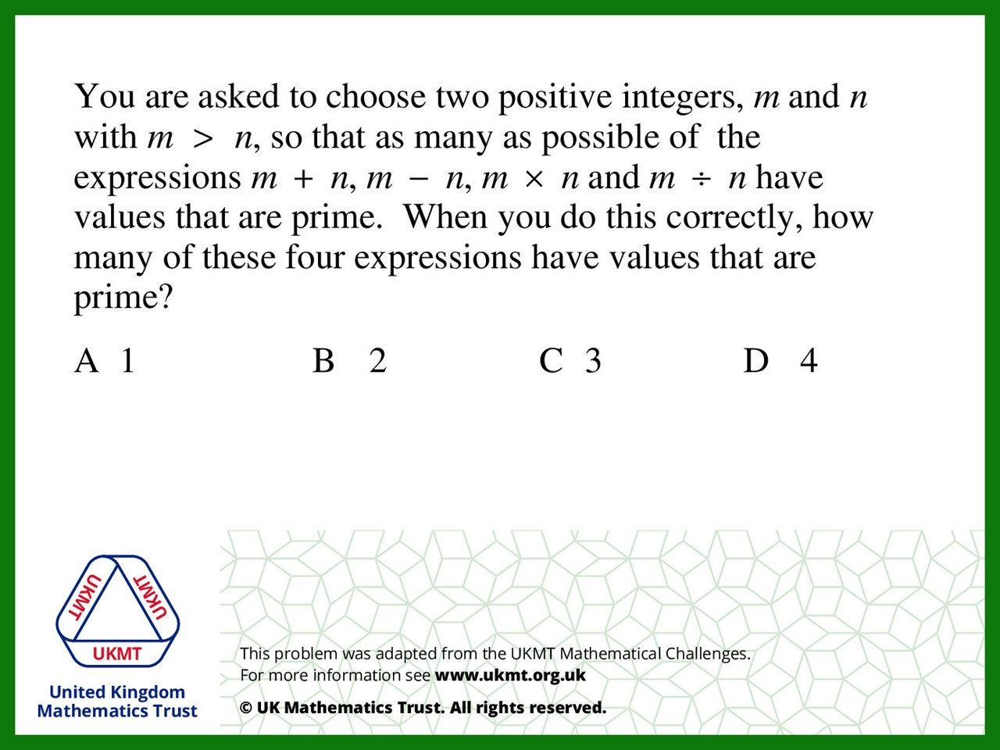 You are asked to choose two positive integers, m and n
with m > n, so that as many as possible of the
expressions m + n, m − n, m × n and m ÷ n have
values that are prime. When you do this correctly, how
many of these four expressions have values that are
prime?
A 1 B 2 C 3 D 4
UKMT
UKMT
UKMT
United Kingdom
Mathematics Trust
This problem was adapted from the UKMT Mathematical Challenges.
For more information see www.ukmt.org.uk
© UK Mathematics Trust. All rights reserved.